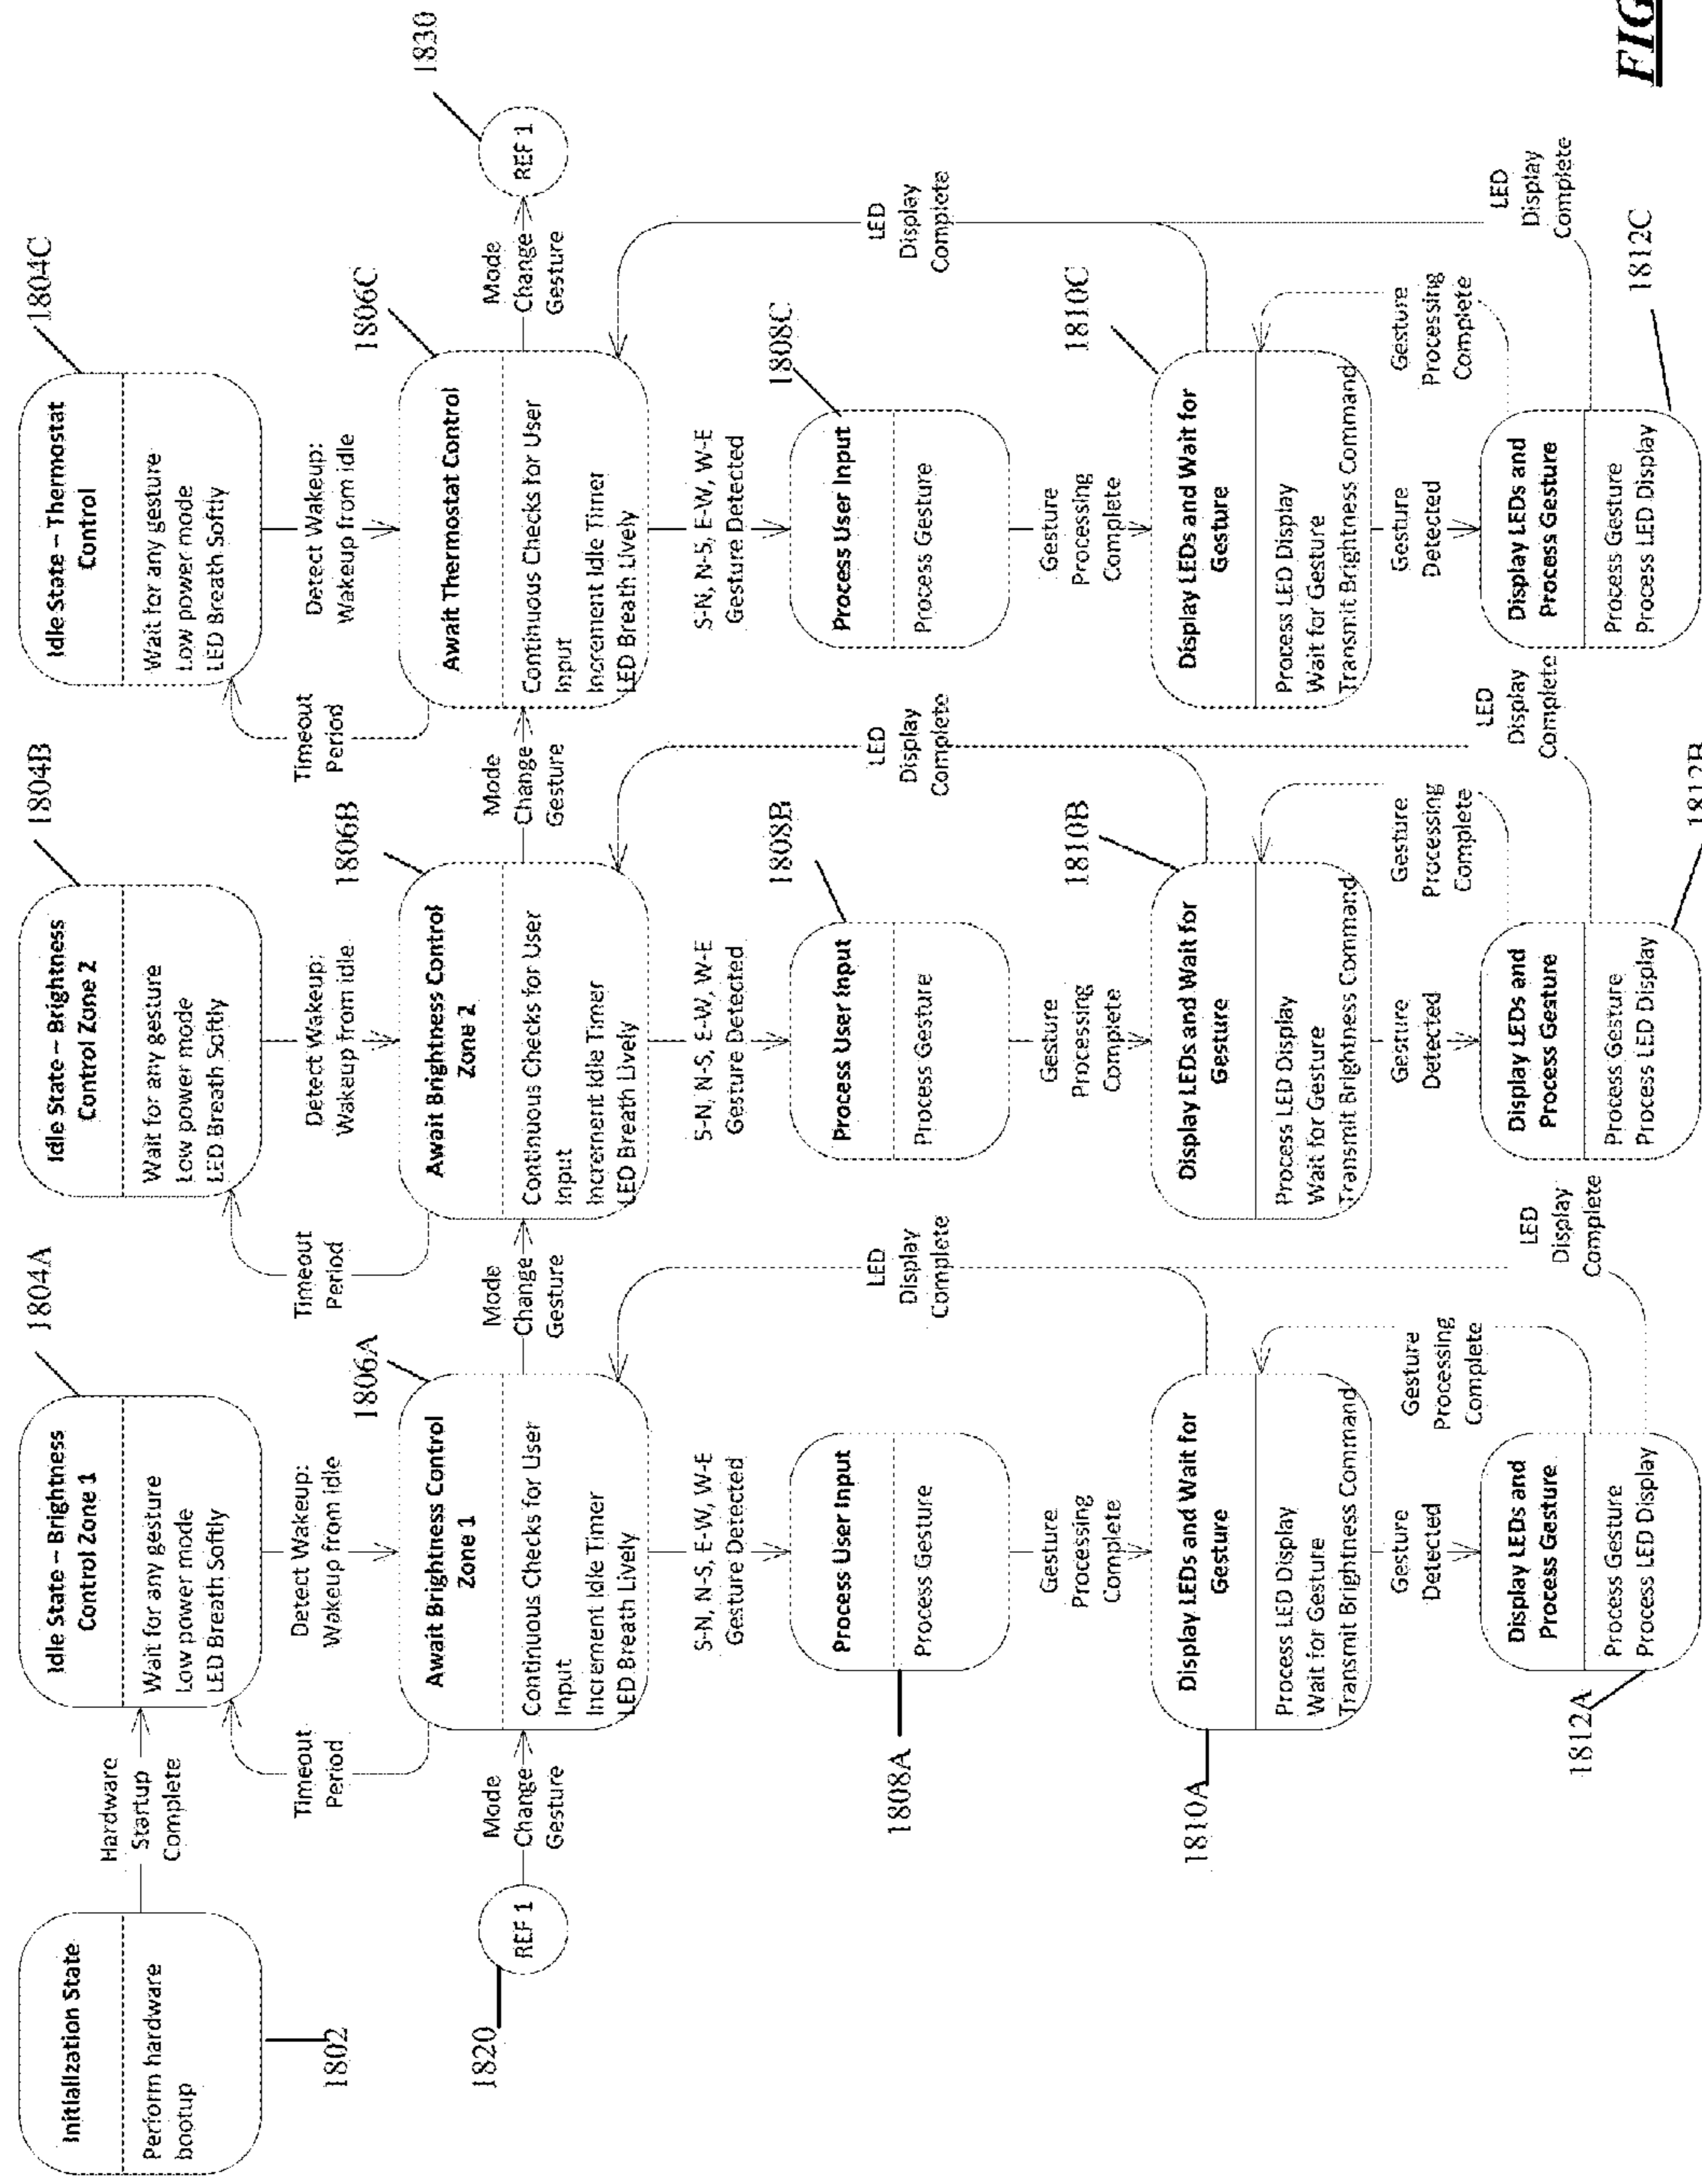 Initialization State
Perform hardware
bootup
1802
Hardware
Startup
Complete
Idle State – Brightness
Control Zone 1
Wait for any gesture
Low power mode
LED Breath Softly
1804A
Idle State – Brightness
Control Zone 2
Wait for any gesture
Low power mode
LED Breath Softly
1804B
Idle State – Thermostat
Control
Wait for any gesture
Low power mode
LED Breath Softly
1804C
Timeout
Period
Detect Wakeup:
Wakeup from idle
Timeout
Period
Detect Wakeup:
Wakeup from idle
Timeout
Period
Detect Wakeup:
Wakeup from idle
1820
REF 1
Mode
Change
Gesture
Await Brightness Control
Zone 1
Continuous Checks for User
Input
Increment Idle Timer
LED Breath Lively
1806A
Mode
Change
Gesture
Await Brightness Control
Zone 2
Continuous Checks for User
Input
Increment Idle Timer
LED Breath Lively
1806B
Mode
Change
Gesture
Await Thermostat Control
Continuous Checks for User
Input
Increment Idle Timer
LED Breath Lively
1806C
Mode
Change
Gesture
REF 1
1830
S-N, N-S, E-W, W-E
Gesture Detected
S-N, N-S, E-W, W-E
Gesture Detected
S-N, N-S, E-W, W-E
Gesture Detected
1808A
Process User Input
Process Gesture
LED
Display
Complete
1808B
Process User Input
Process Gesture
LED
Display
Complete
1808C
Process User Input
Process Gesture
LED
Display
Complete
Gesture
Processing
Complete
Gesture
Processing
Complete
Gesture
Processing
Complete
1810A
Display LEDs and Wait for
Gesture
Process LED Display
Wait for Gesture
Transmit Brightness Command
1810B
Display LEDs and Wait for
Gesture
Process LED Display
Wait for Gesture
Transmit Brightness Command
1810C
Display LEDs and Wait for
Gesture
Process LED Display
Wait for Gesture
Transmit Brightness Command
Gesture
Detected
Gesture
Processing
Complete
Gesture
Detected
Gesture
Processing
Complete
Gesture
Detected
Gesture
Processing
Complete
1812A
Display LEDs and
Process Gesture
Process Gesture
Process LED Display
LED
Display
Complete
1812B
Display LEDs and
Process Gesture
Process Gesture
Process LED Display
LED
Display
Complete
1812C
Display LEDs and
Process Gesture
Process Gesture
Process LED Display
LED
Display
Complete
FIG